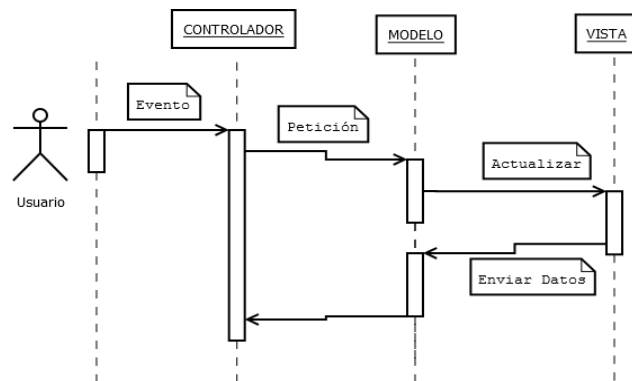 CONTROLADOR
MODELO
VISTA
Evento
Petición
Actualizar
Usuario
Enviar Datos